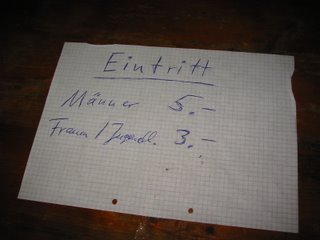 Eintritt
Männer 5.-
Frauen / Jugendl. 3.-